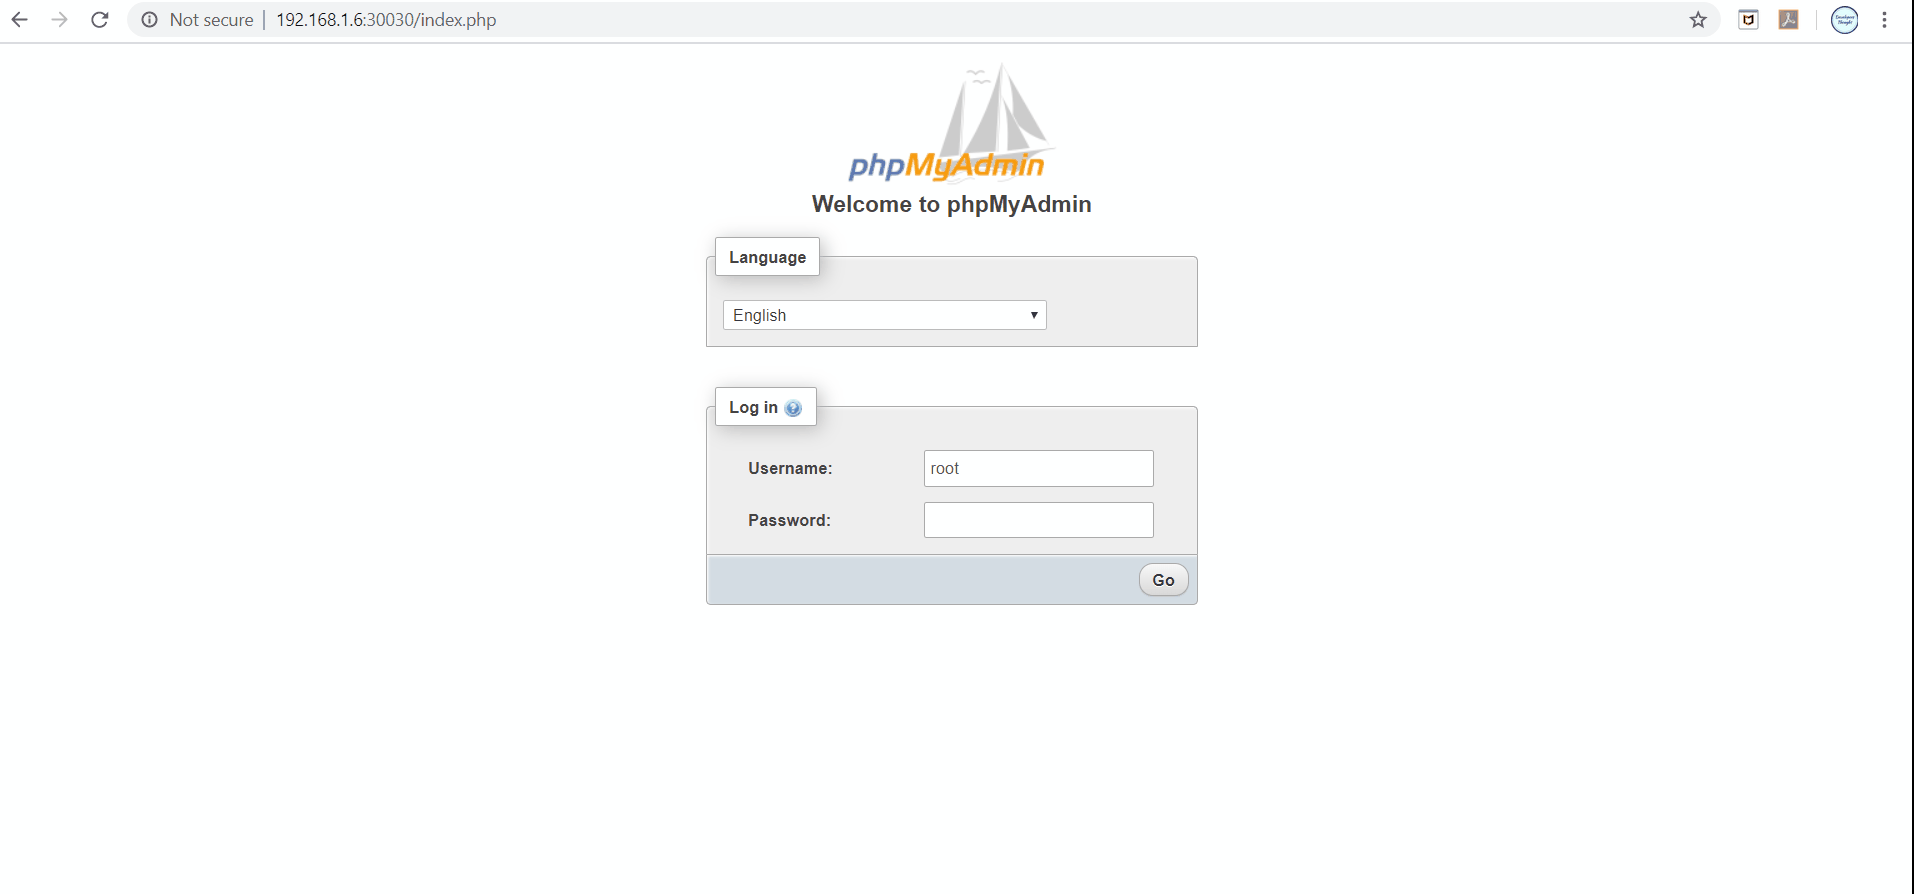 Not secure | 192.168.1.6:30030/index.php
phpMyAdmin
Welcome to phpMyAdmin
Language
English
Log in
Username:
root
Password:
Go